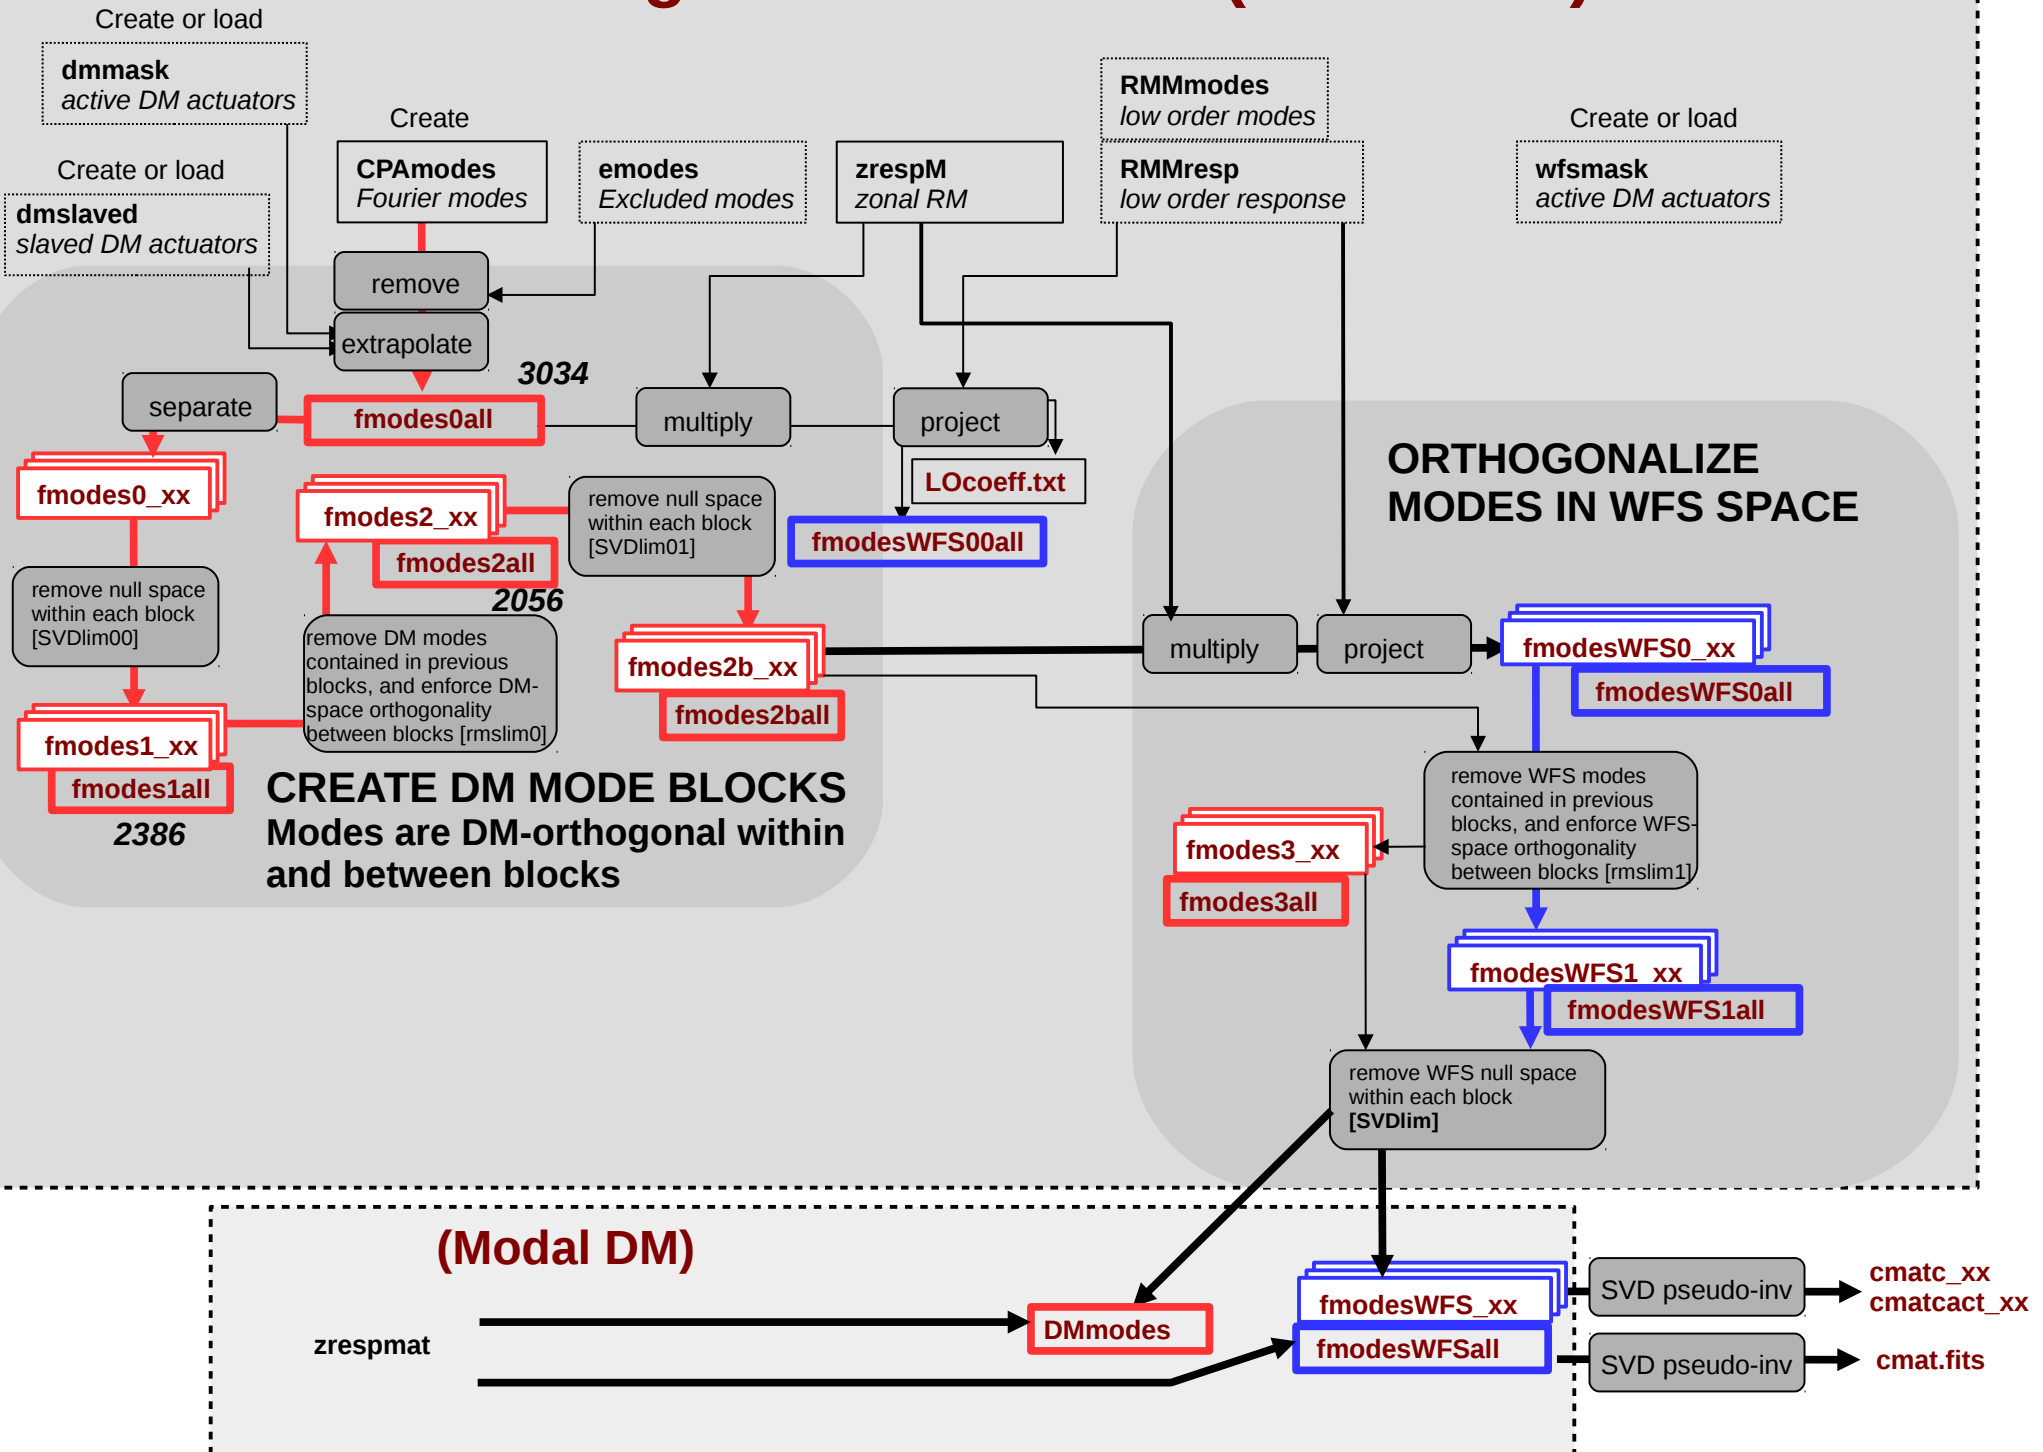 Create or load
dmmask
active DM actuators
Create or load
dmslaved
slaved DM actuators
Create
CPAmodes
Fourier modes
emodes
Excluded modes
zrespM
zonal RM
RMMmodes
low order modes
RMMresp
low order response
Create or load
wfsmask
active DM actuators
remove
extrapolate
3034
separate
fmodes0all
multiply
project
LOcoeff.txt
fmodesWFS00all
fmodes0_xx
fmodes2_xx
fmodes2all
2056
remove null space
within each block
[SVDlim01]
remove null space
within each block
[SVDlim00]
remove DM modes
contained in previous
blocks, and enforce DM-
space orthogonality
between blocks [rmslim0]
fmodes2b_xx
fmodes2ball
fmodes1_xx
fmodes1all
2386
CREATE DM MODE BLOCKS
Modes are DM-orthogonal within
and between blocks
ORTHOGONALIZE
MODES IN WFS SPACE
multiply
project
fmodesWFS0_xx
fmodesWFS0all
remove WFS modes
contained in previous
blocks, and enforce WFS-
space orthogonality
between blocks [rmslim1]
fmodes3_xx
fmodes3all
fmodesWFS1_xx
fmodesWFS1all
remove WFS null space
within each block
[SVDlim]
(Modal DM)
zrespmat
DMmodes
fmodesWFS_xx
fmodesWFSall
SVD pseudo-inv
cmatc_xx
cmatcact_xx
SVD pseudo-inv
cmat.fits